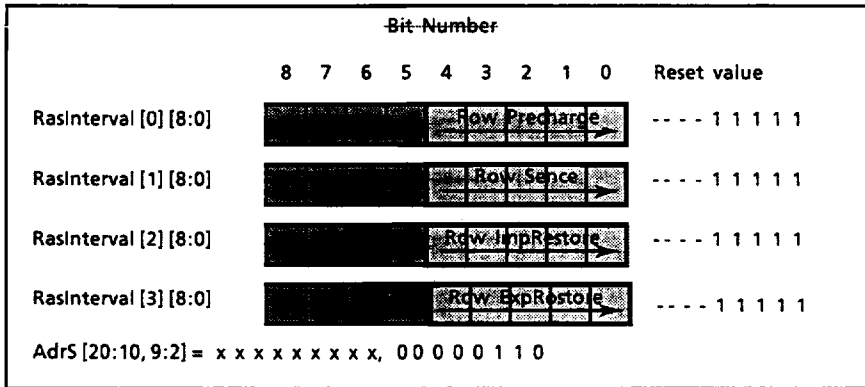 Bit Number
8 7 6 5 4 3 2 1 0 Reset value
RasInterval [0] [8:0] Row Precharge - - - - 1 1 1 1 1
RasInterval [1] [8:0] Row Sence - - - - 1 1 1 1 1
RasInterval [2] [8:0] Row ImpRestore - - - - 1 1 1 1 1
RasInterval [3] [8:0] Row ExpRestore - - - - 1 1 1 1 1
AdrS [20:10, 9:2] = x x x x x x x x x, 0 0 0 0 0 1 1 0